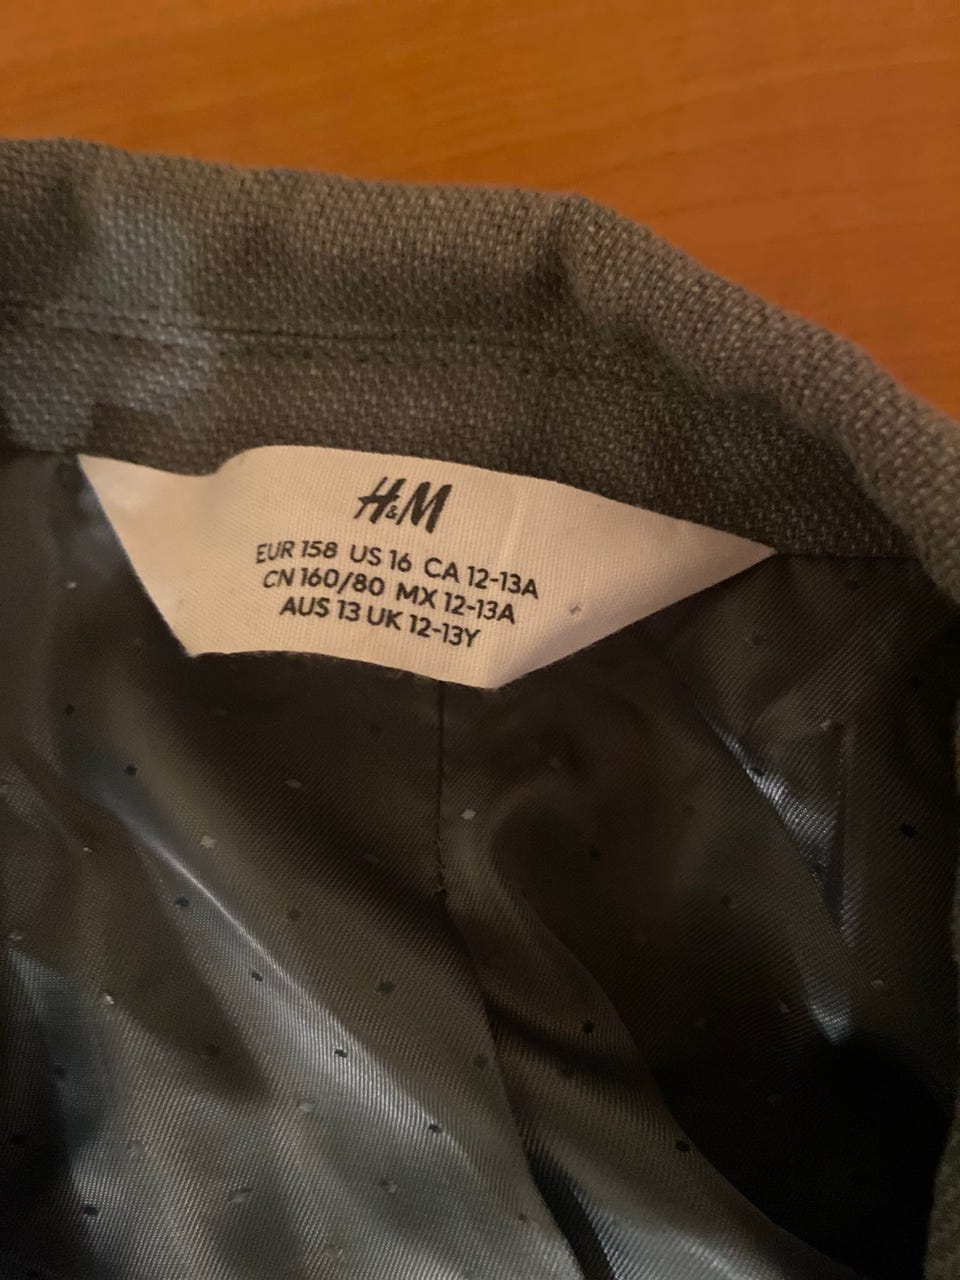 H&M
EUR 158 US 16 CA 12-13A
CN 160/80 MX 12-13A
AUS 13 UK 12-13Y